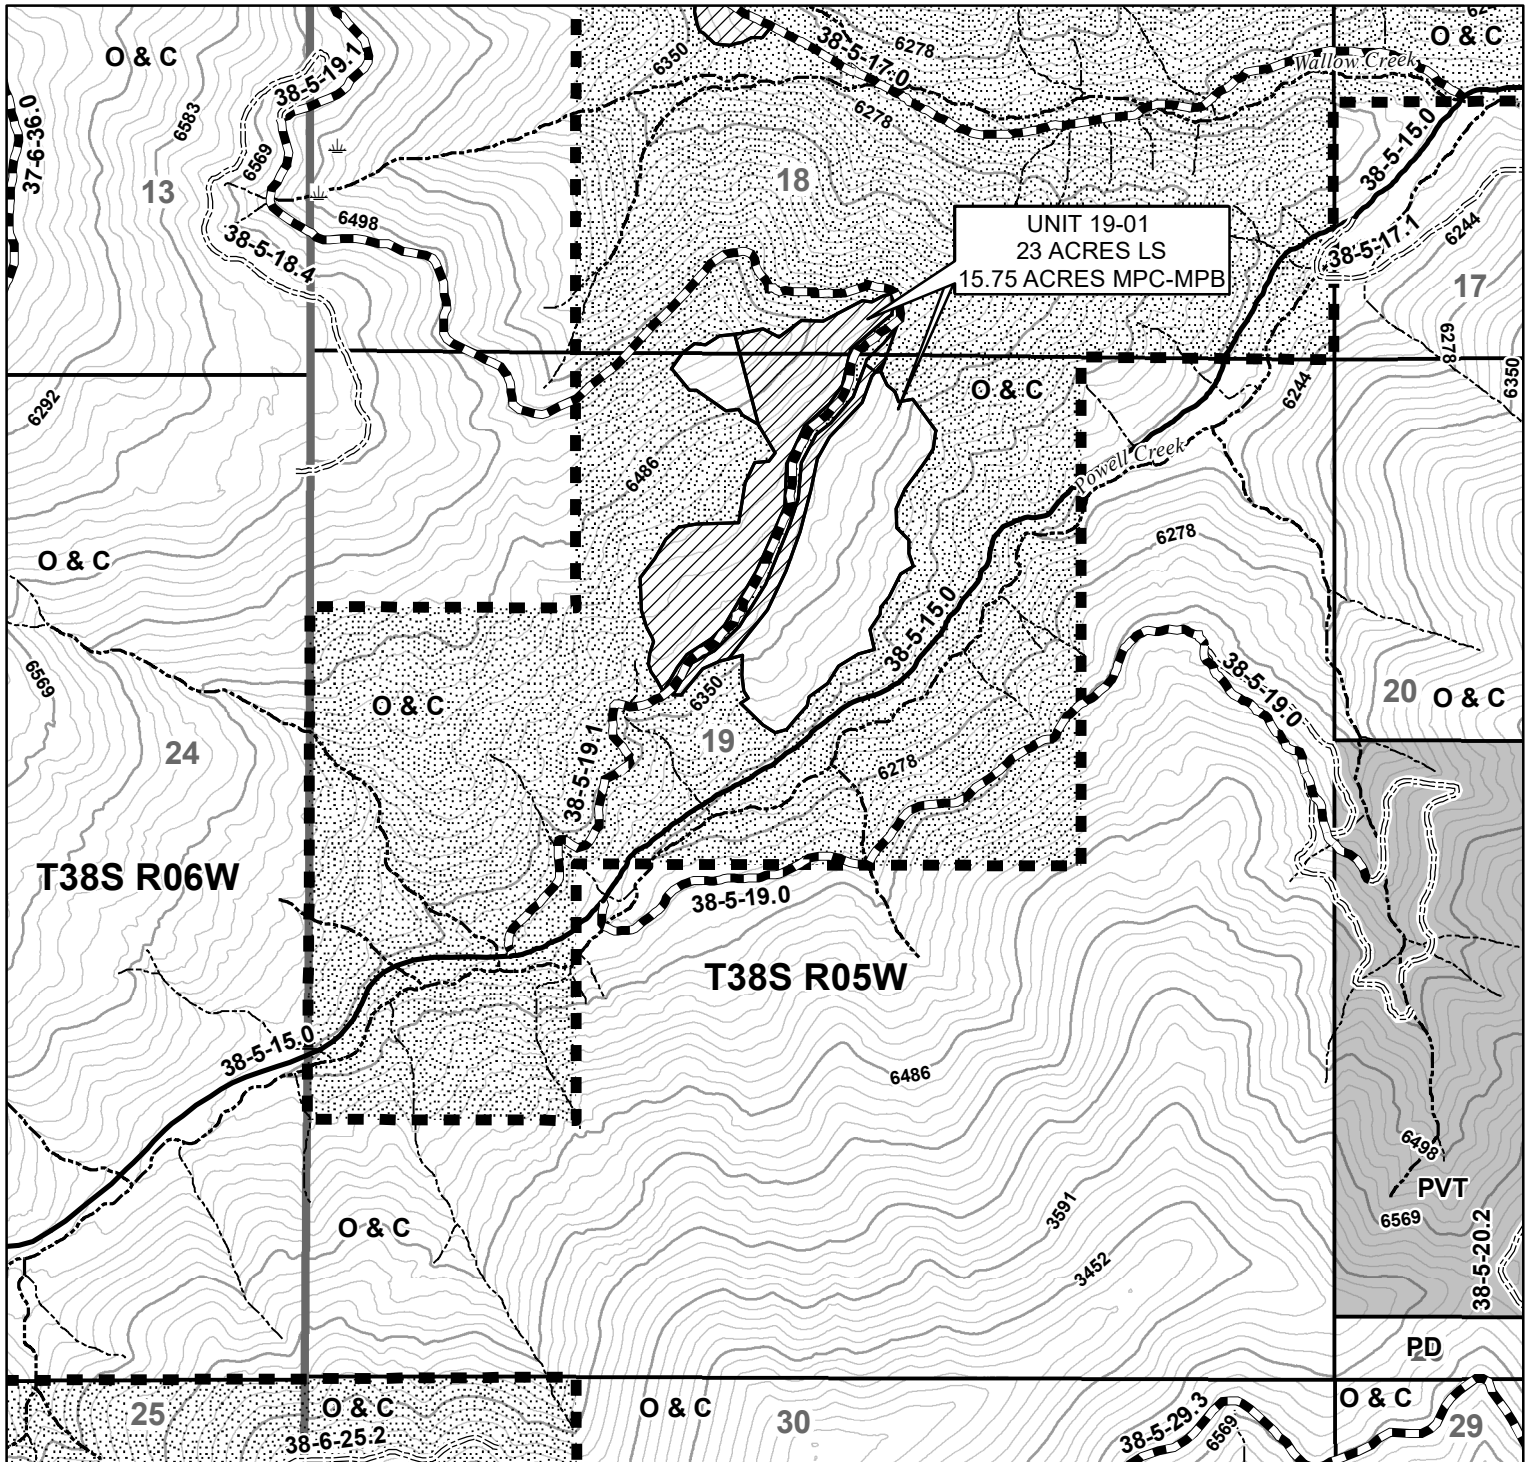 O & C
38-5-19.1
6350
6278
38-5-17.0
6278
Wallow Creek
O & C
37-6-36.0
6583
6569
13
18
38-5-15.0
6498
38-5-18.4
UNIT 19-01
23 ACRES LS
15.75 ACRES MPC-MPB
38-5-17.1
6244
17
6278
6350
6292
O & C
6244
6486
Powell Creek
6278
O & C
38-5-15.0
6569
O & C
6350
38-5-19.0
20
O & C
24
19
38-5-19.1
6278
T38S R06W
38-5-19.0
T38S R05W
38-5-15.0
6486
6498
PVT
6569
38-5-20.2
O & C
3591
3452
PD
25
O & C
38-6-25.2
O & C
30
38-5-29.3
6569
O & C
29